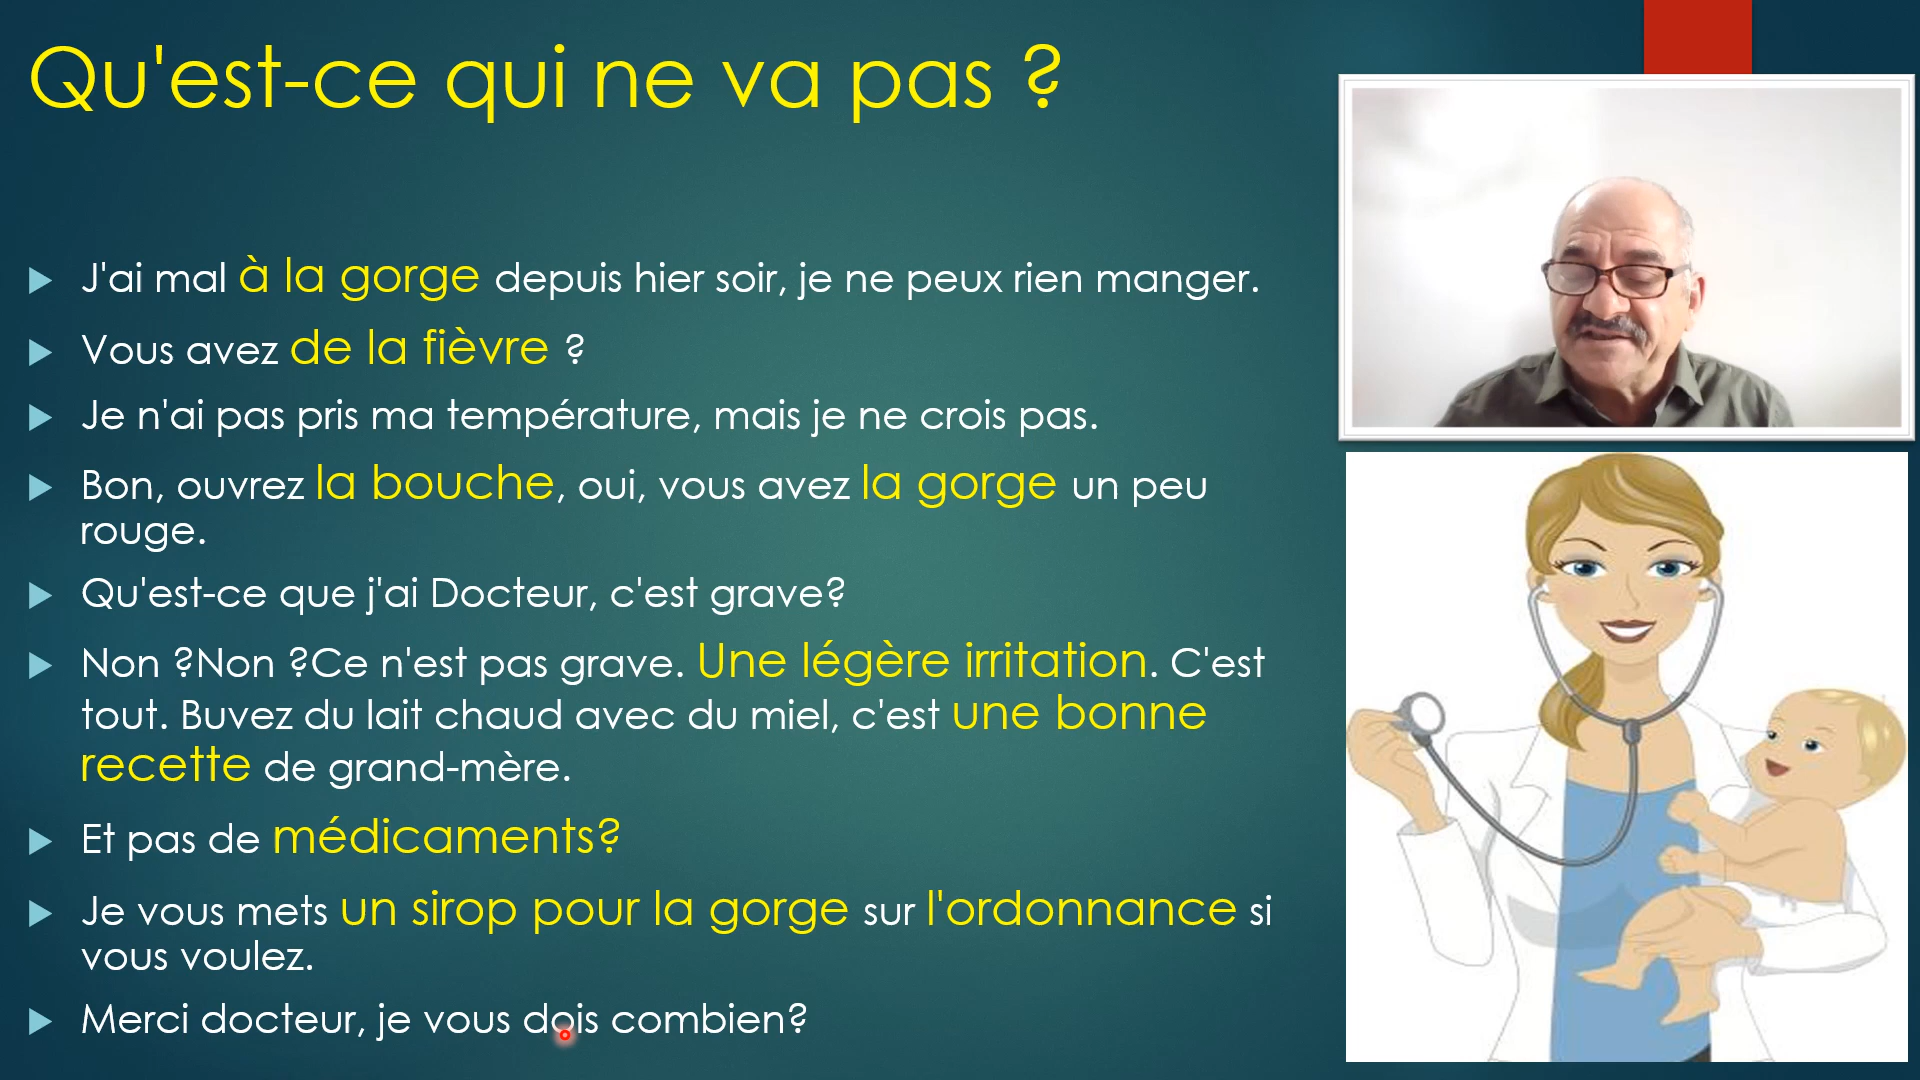 Qu'est-ce qui ne va pas ?
J'ai mal à la gorge depuis hier soir, je ne peux rien manger.
Vous avez de la fièvre ?
Je n'ai pas pris ma température, mais je ne crois pas.
Bon, ouvrez la bouche, oui, vous avez la gorge un peu
rouge.
Qu'est-ce que j'ai Docteur, c'est grave?
Non ?Non ?Ce n'est pas grave. Une légère irritation. C'est
tout. Buvez du lait chaud avec du miel, c'est une bonne
recette de grand-mère.
Et pas de médicaments?
Je vous mets un sirop pour la gorge sur l'ordonnance si
vous voulez.
Merci docteur, je vous dois combien?